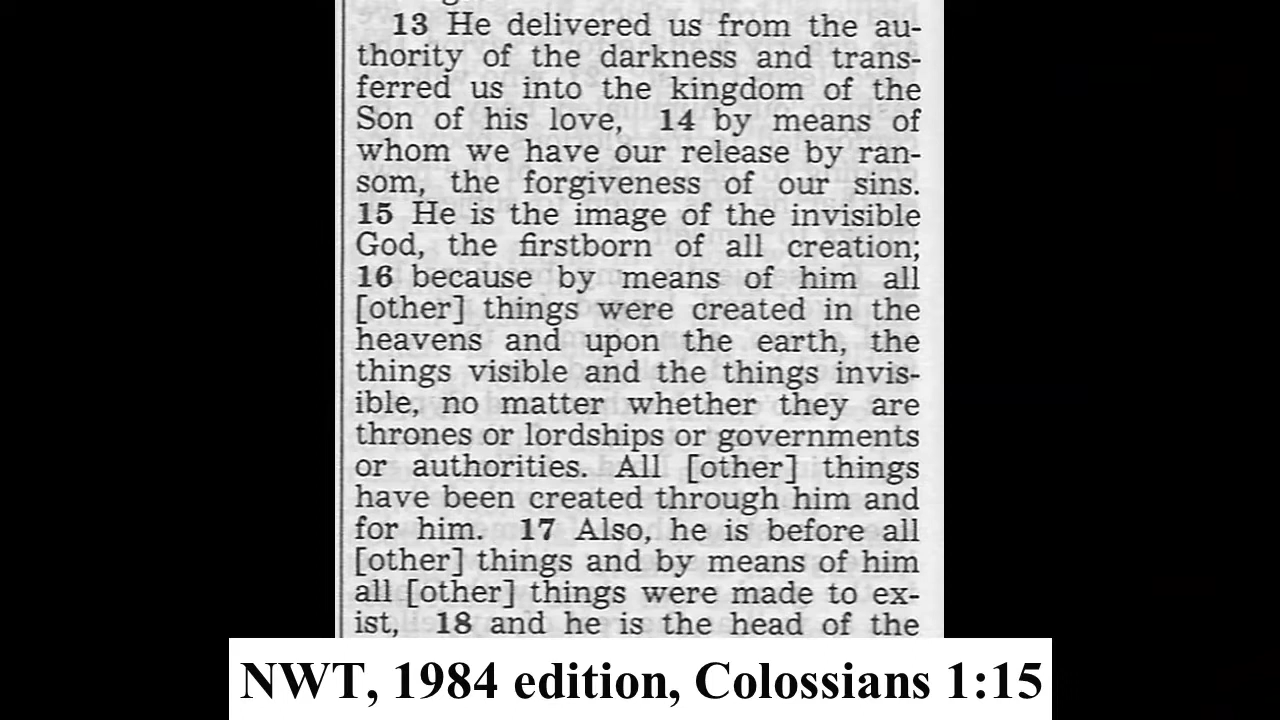 13 He delivered us from the au-
thority of the darkness and trans-
ferred us into the kingdom of the
Son of his love, 14 by means of
whom we have our release by ran-
som, the forgiveness of our sins.
15 He is the image of the invisible
God, the firstborn of all creation;
16 because by means of him all
[other] things were created in the
heavens and upon the earth, the
things visible and the things invis-
ible, no matter whether they are
thrones or lordships or governments
or authorities. All [other] things
have been created through him and
for him. 17 Also, he is before all
[other] things and by means of him
all [other] things were made to ex-
ist, 18 and he is the head of the
NWT, 1984 edition, Colossians 1:15